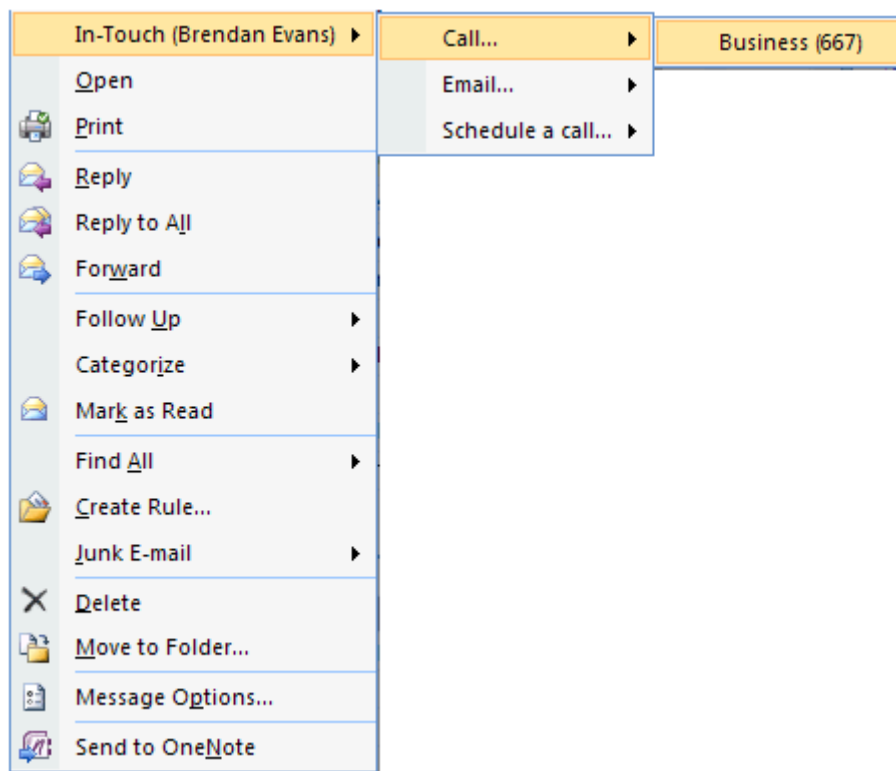 In-Touch (Brendan Evans)
Call...
Business (667)
Open
Email...
Print
Schedule a call...
Reply
Reply to All
Forward
Follow Up
Categorize
Mark as Read
Find All
Create Rule...
Junk E-mail
Delete
Move to Folder...
Message Options...
Send to OneNote